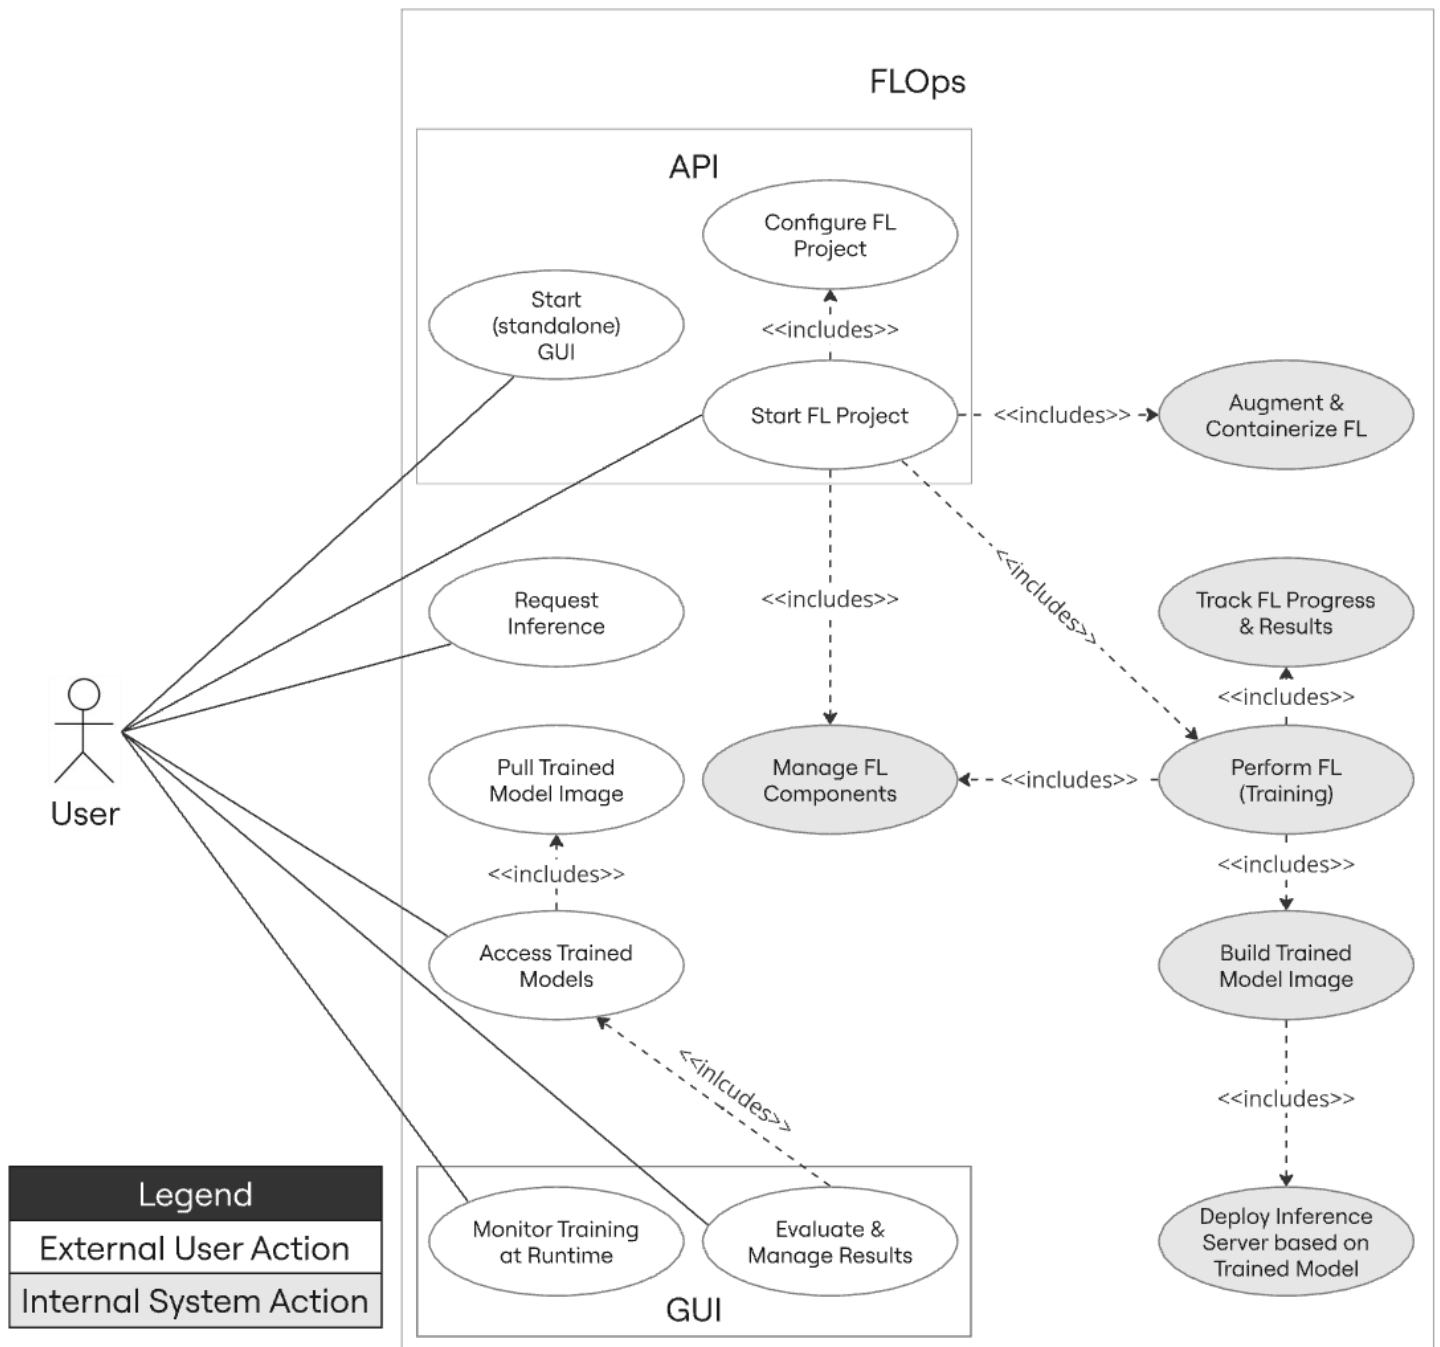 FLOps
API
Configure FL
Project
Start
(standalone)
GUI
<<includes>>
Start FL Project
<<includes>>
Augment &
Containerize FL
Request
Inference
<<includes>>
<<includes>>
Track FL Progress
& Results
<<includes>>
User
Pull Trained
Model Image
Manage FL
Components
<<includes>>
Perform FL
(Training)
<<includes>>
<<includes>>
Access Trained
Models
Build Trained
Model Image
<<inlcudes>>
<<includes>>
Legend
External User Action
Internal System Action
Monitor Training
at Runtime
Evaluate &
Manage Results
GUI
Deploy Inference
Server based on
Trained Model